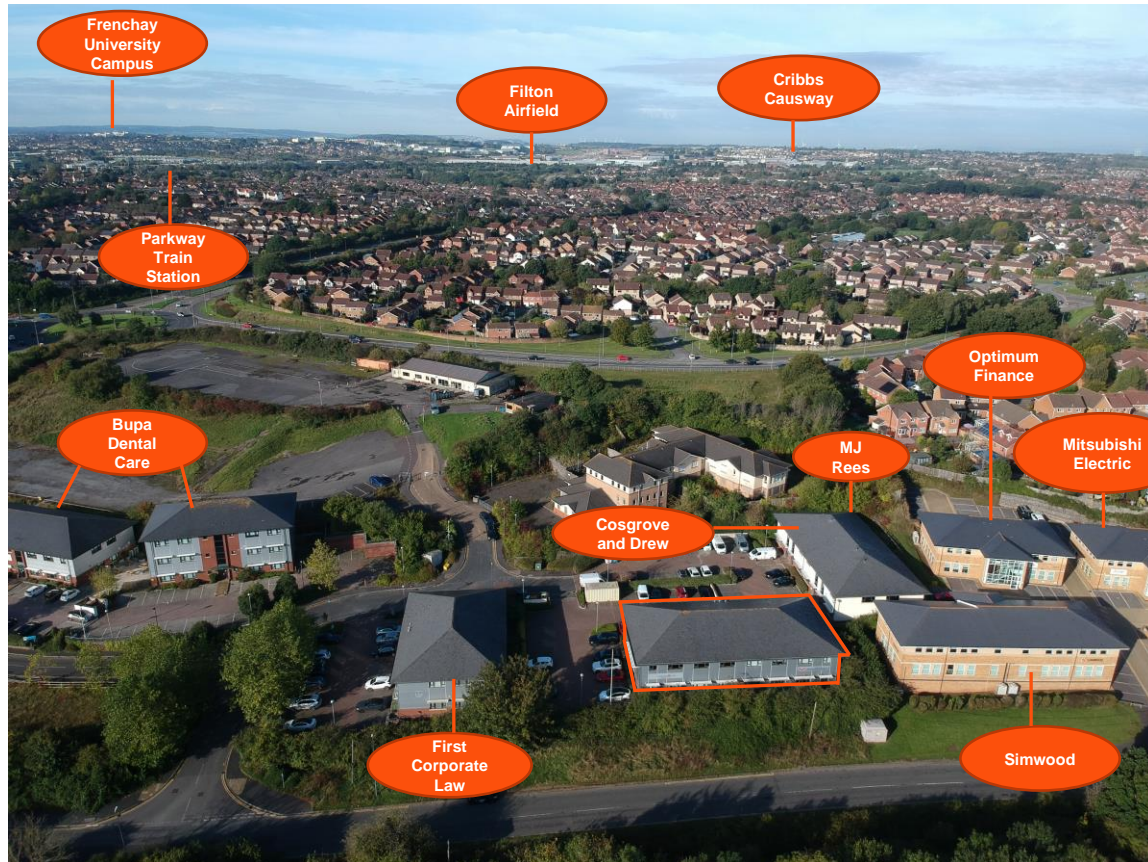 Frenchay
University
Campus
Filton
Airfield
Cribbs
Causway
Parkway
Train
Station
Optimum
Finance
Bupa
Dental
Care
MJ
Rees
Mitsubishi
Electric
Cosgrove
and Drew
First
Corporate
Law
Simwood